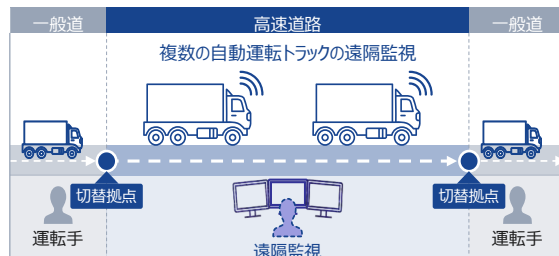 一般道
高速道路
一般道
複数の自動運転トラックの遠隔監視
切替拠点
切替拠点
運転手
遠隔監視
運転手